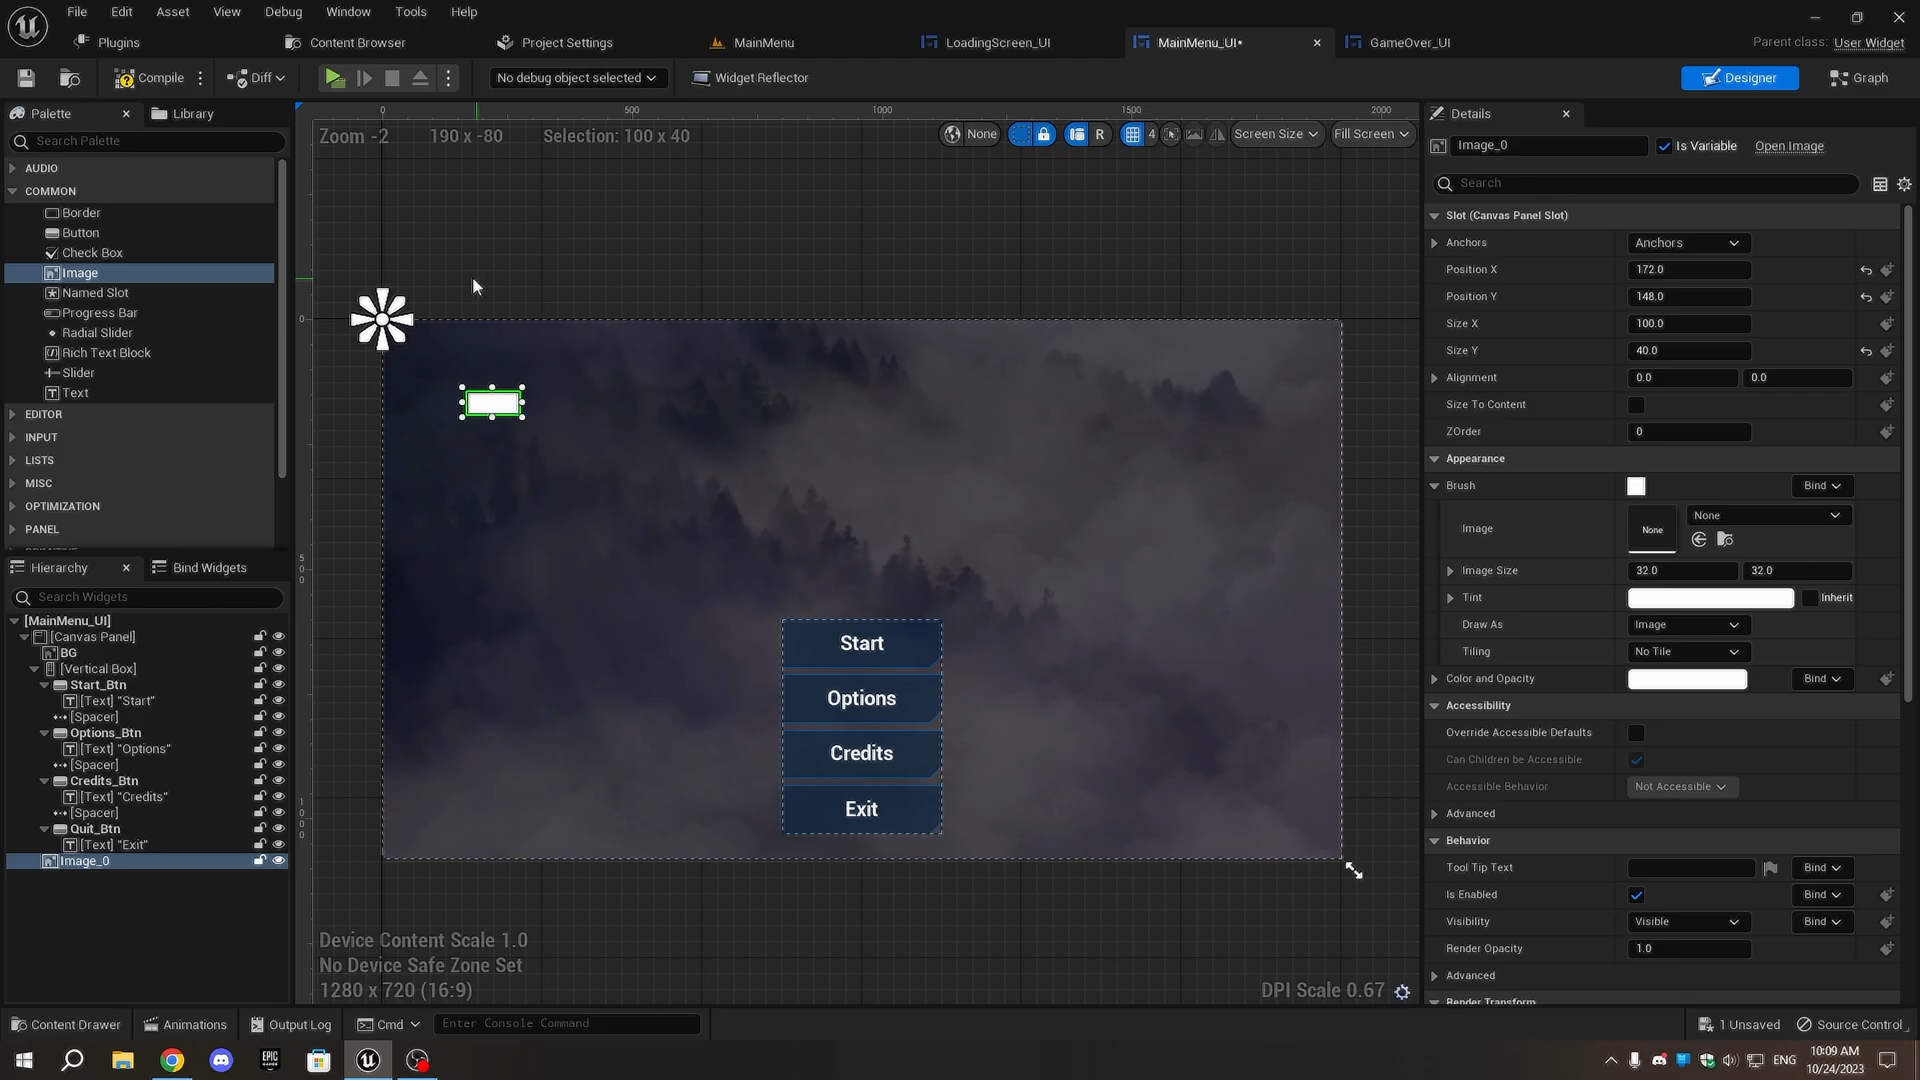 File Edit Asset View Debug Window Tools Help
Plugins Content Browser Project Settings MainMenu LoadingScreen_UI MainMenu_UI• GameOver_UI Parent class: User Widget
Compile Diff No debug object selected Widget Reflector Designer Graph
Palette Library
Search Palette
AUDIO
COMMON
Border
Button
Check Box
Image
Named Slot
Progress Bar
Radial Slider
Rich Text Block
Slider
Text
EDITOR
INPUT
LISTS
MISC
OPTIMIZATION
PANEL
Hierarchy Bind Widgets
Search Widgets
[MainMenu_UI]
[Canvas Panel]
BG
[Vertical Box]
Start_Btn
[Text] "Start"
[Spacer]
Options_Btn
[Text] "Options"
[Spacer]
Credits_Btn
[Text] "Credits"
[Spacer]
Quit_Btn
[Text] "Exit"
Image_0
0 500 1000 1500 2000
Zoom -2 190 x -80 Selection: 100 x 40 None R 4 Screen Size Fill Screen
0
5
0
0
1
0
0
0
Start
Options
Credits
Exit
Device Content Scale 1.0
No Device Safe Zone Set
1280 x 720 (16:9) DPI Scale 0.67
Details
Image_0 Is Variable Open Image
Search
Slot (Canvas Panel Slot)
Anchors Anchors
Position X 172.0
Position Y 148.0
Size X 100.0
Size Y 40.0
Alignment 0.0 0.0
Size To Content
ZOrder 0
Appearance
Brush Bind
Image None None
Image Size 32.0 32.0
Tint Inherit
Draw As Image
Tiling No Tile
Color and Opacity Bind
Accessibility
Override Accessible Defaults
Can Children be Accessible
Accessible Behavior Not Accessible
Advanced
Behavior
Tool Tip Text Bind
Is Enabled Bind
Visibility Visible Bind
Render Opacity 1.0
Advanced
Render Transform
Content Drawer Animations Output Log Cmd Enter Console Command 1 Unsaved Source Control
EPIC GAMES ENG 10:09 AM
10/24/2023